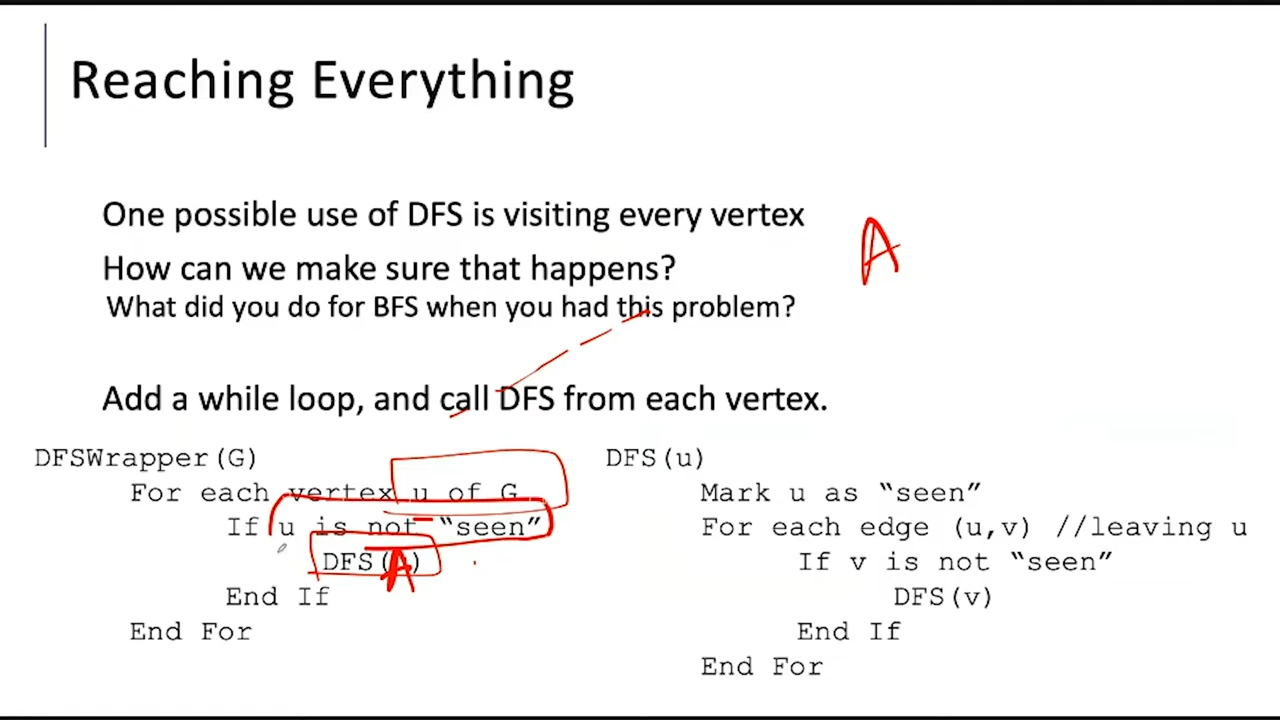 Reaching Everything
One possible use of DFS is visiting every vertex
A
How can we make sure that happens?
What did you do for BFS when you had this problem?
Add a while loop, and call DFS from each vertex.
DFSWrapper(G)
For each vertex u of G
If u is not "seen"
DFS(A)
End If
End For
DFS(u)
Mark u as "seen"
For each edge (u,v) //leaving u
If v is not "seen"
DFS(v)
End If
End For